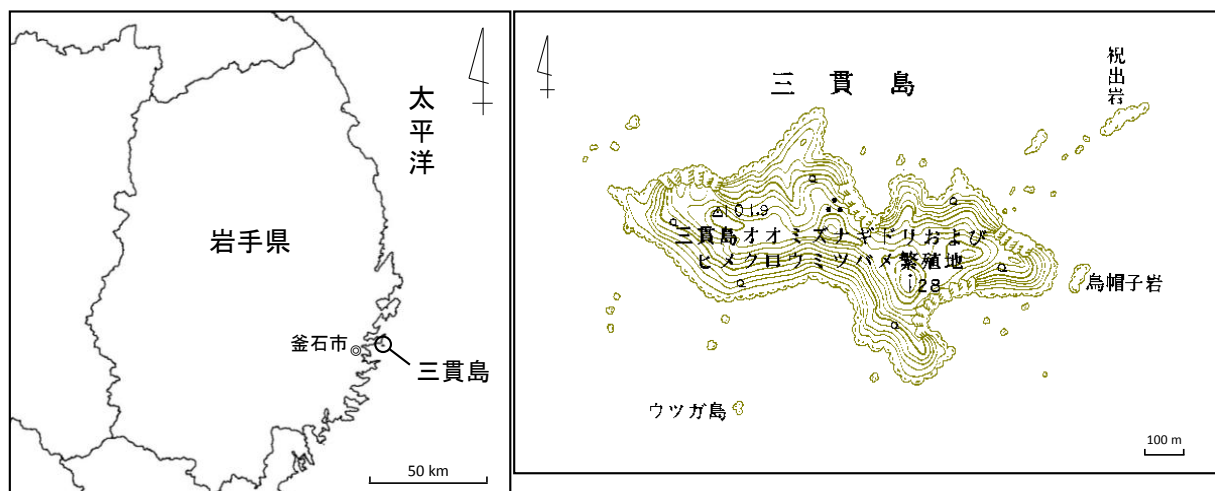 太平洋
岩手県
釜石市
三貫島
50 km
三貫島
祝出岩
101.9
三貫島オオミズナギドリおよび
ヒメクロウミツバメ繁殖地
128
烏帽子岩
ウツガ島
100 m